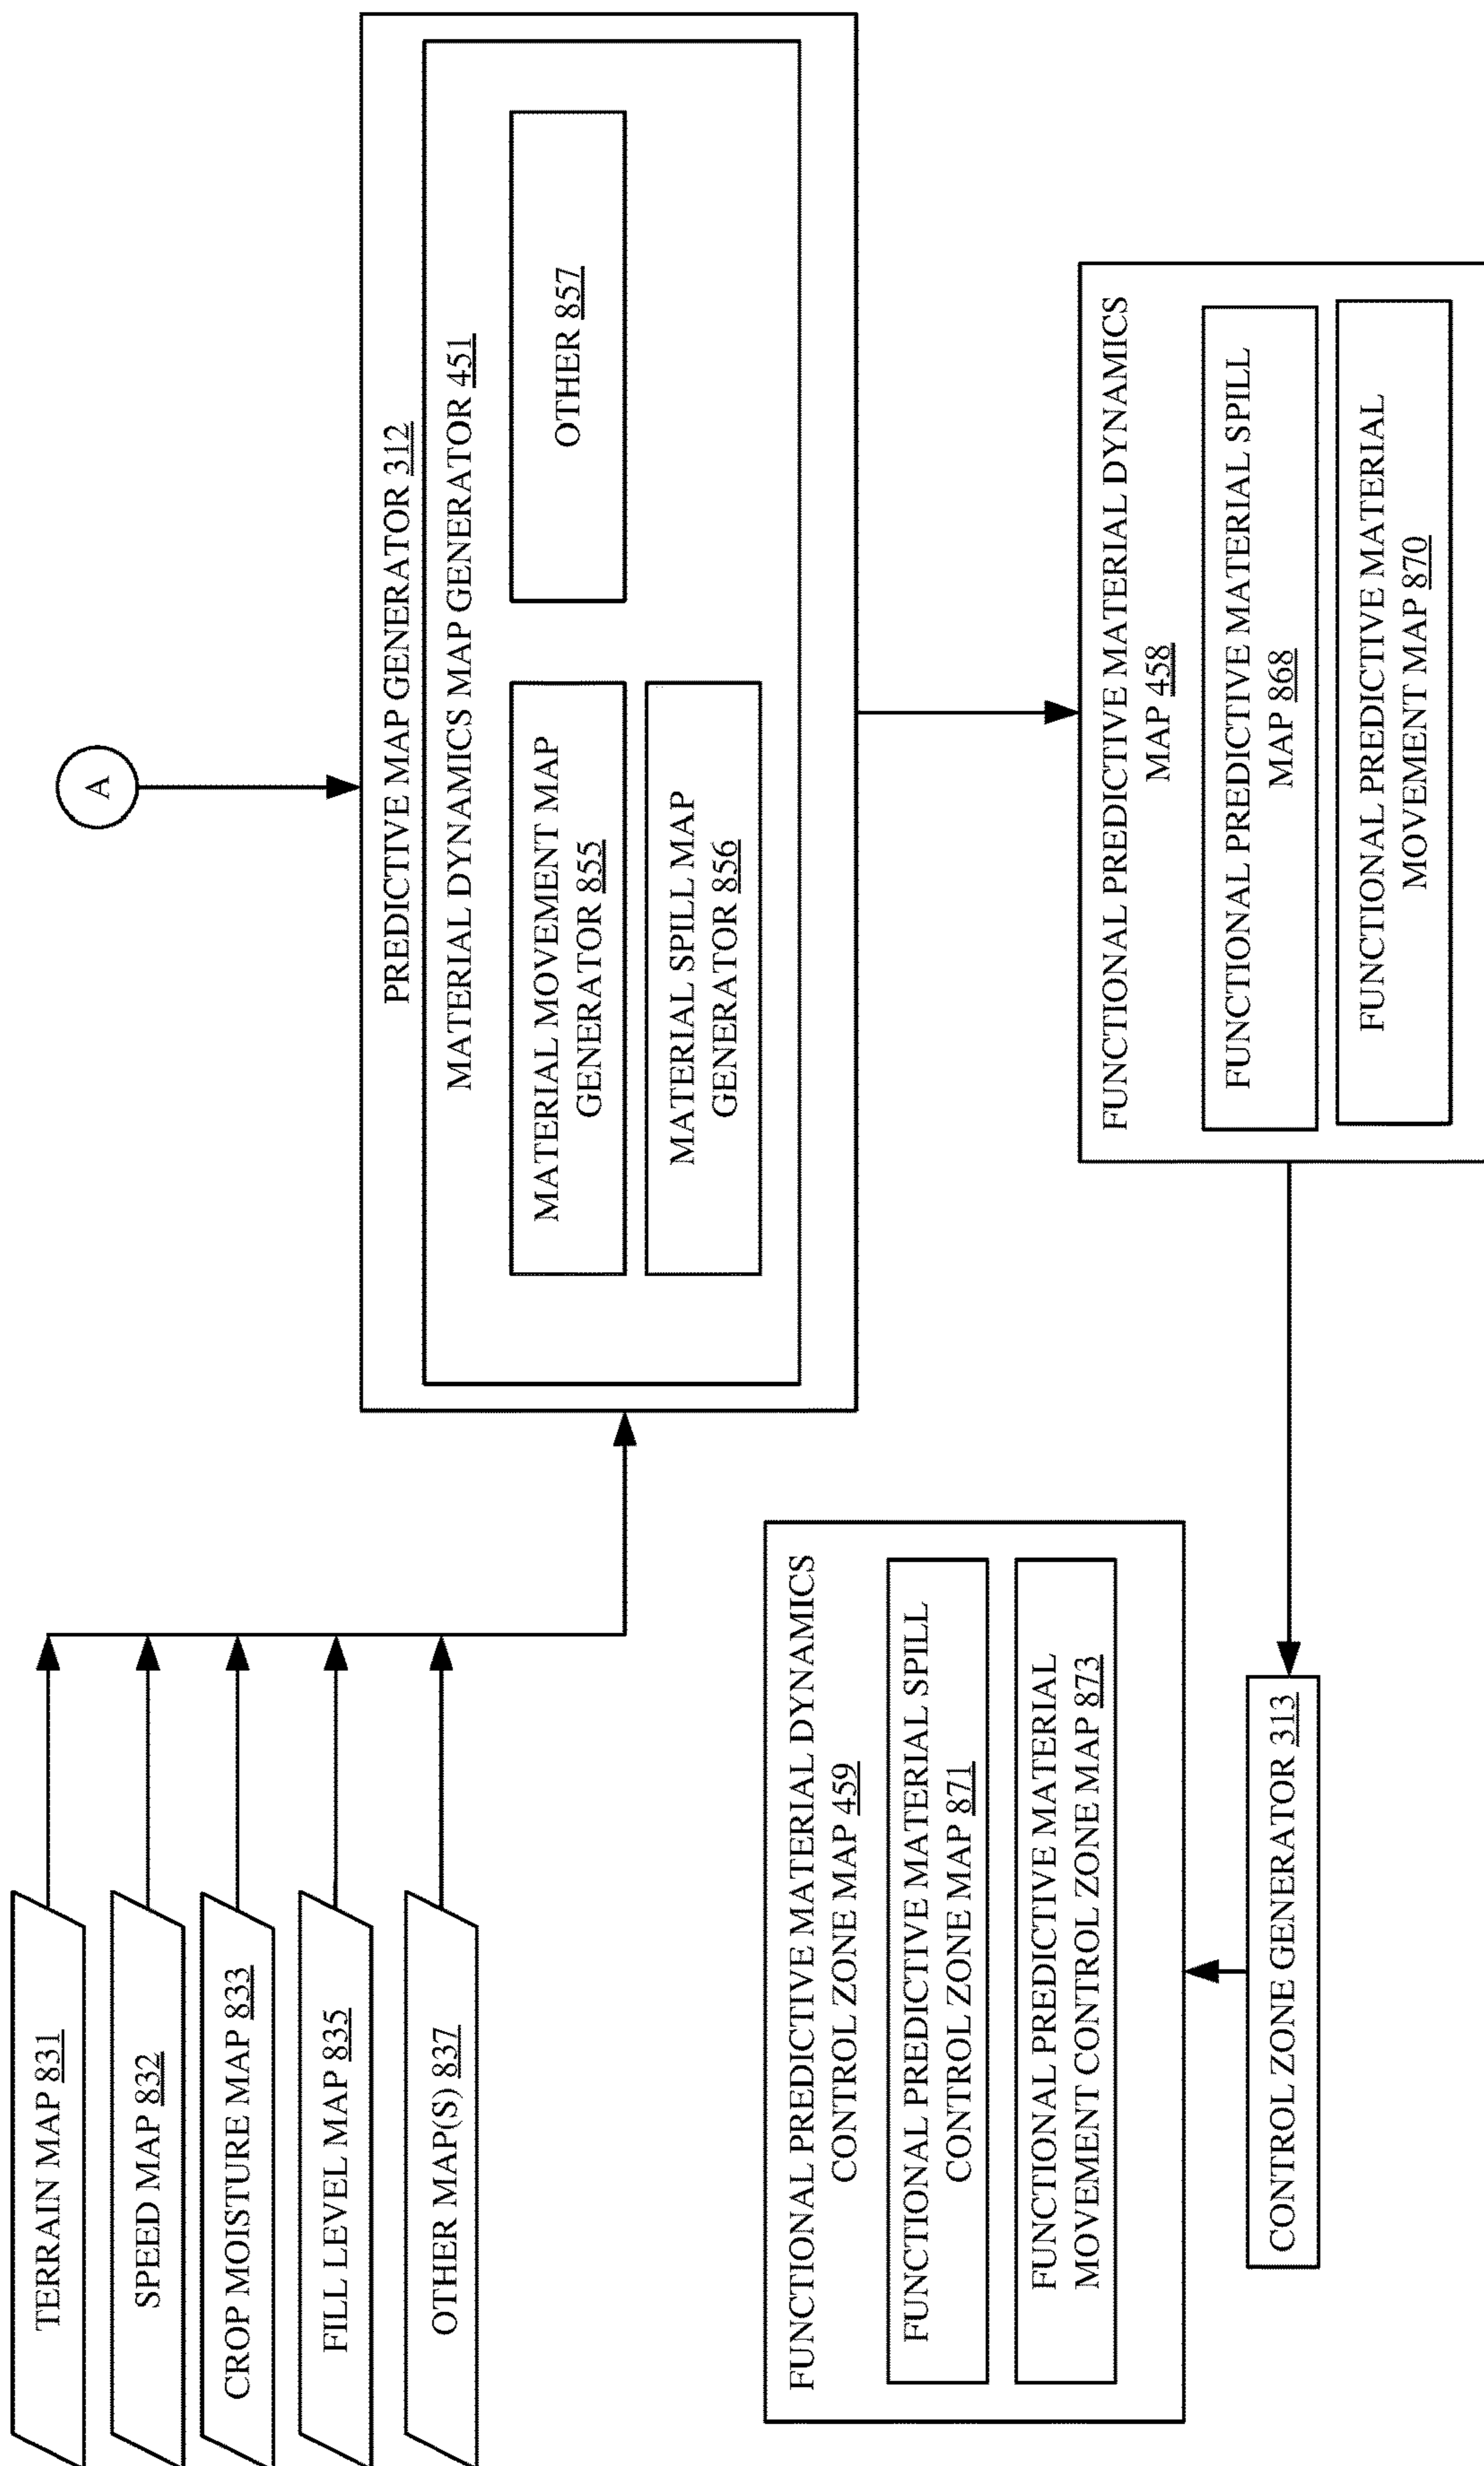 A
TERRAIN MAP 831
SPEED MAP 832
CROP MOISTURE MAP 833
FILL LEVEL MAP 835
OTHER MAP(S) 837
PREDICTIVE MAP GENERATOR 312
MATERIAL DYNAMICS MAP GENERATOR 451
MATERIAL MOVEMENT MAP
GENERATOR 855
MATERIAL SPILL MAP
GENERATOR 856
OTHER 857
FUNCTIONAL PREDICTIVE MATERIAL DYNAMICS
CONTROL ZONE MAP 459
FUNCTIONAL PREDICTIVE MATERIAL SPILL
CONTROL ZONE MAP 871
FUNCTIONAL PREDICTIVE MATERIAL
MOVEMENT CONTROL ZONE MAP 873
FUNCTIONAL PREDICTIVE MATERIAL DYNAMICS
MAP 458
FUNCTIONAL PREDICTIVE MATERIAL SPILL
MAP 868
FUNCTIONAL PREDICTIVE MATERIAL
MOVEMENT MAP 870
CONTROL ZONE GENERATOR 313